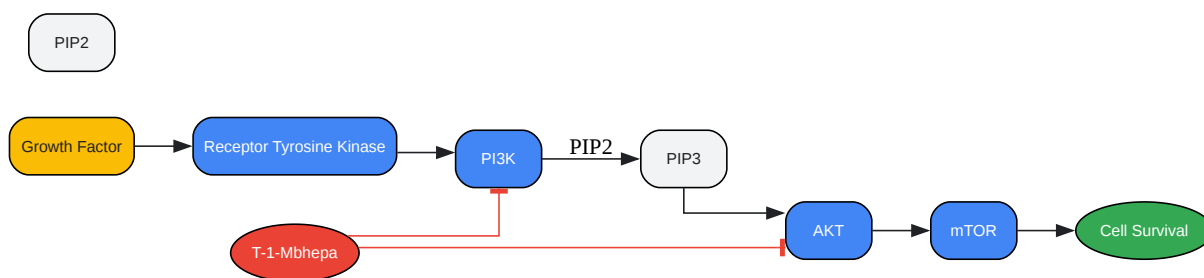 PIP2
Growth Factor
Receptor Tyrosine Kinase
PI3K
PIP2
PIP3
T-1-Mbhepa
AKT
mTOR
Cell Survival